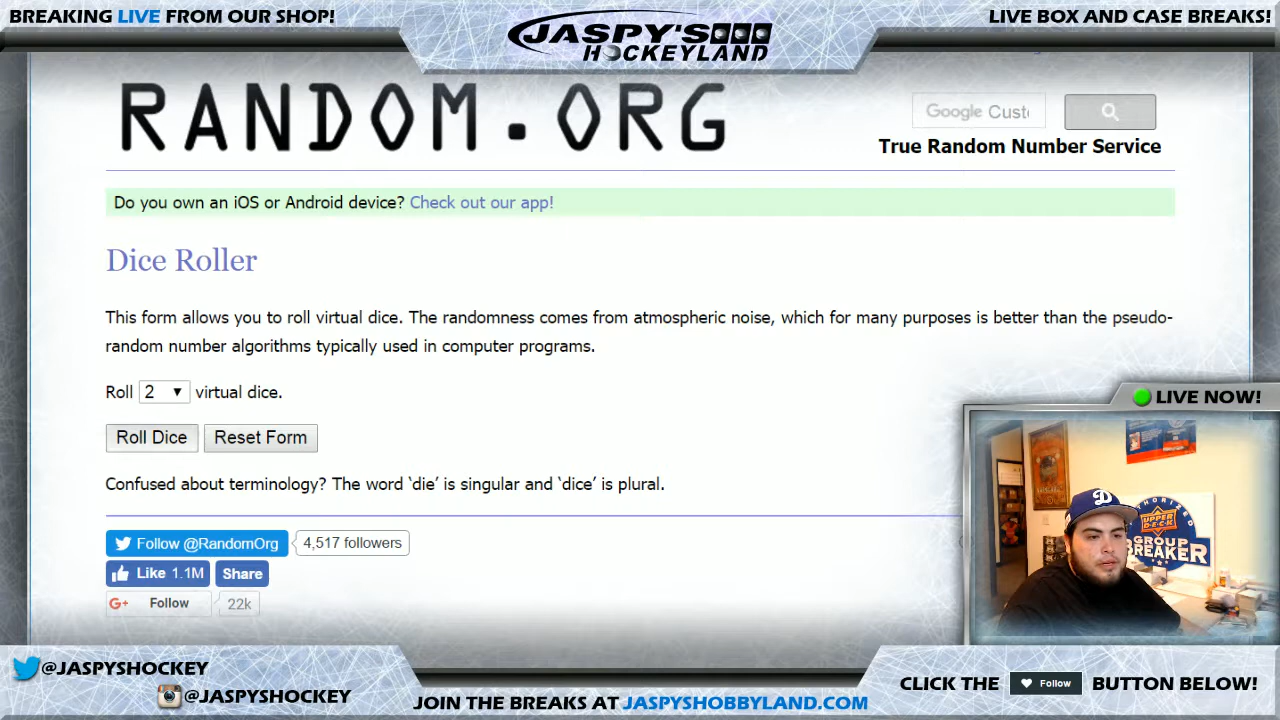 BREAKING LIVE FROM OUR SHOP!
JASPY'S
HOCKEYLAND
LIVE BOX AND CASE BREAKS!
RANDOM.ORG
Google Cust
True Random Number Service
Do you own an iOS or Android device? Check out our app!
Dice Roller
This form allows you to roll virtual dice. The randomness comes from atmospheric noise, which for many purposes is better than the pseudo-
random number algorithms typically used in computer programs.
Roll 2 virtual dice.
Roll Dice Reset Form
Confused about terminology? The word ‘die’ is singular and ‘dice’ is plural.
Follow @RandomOrg 4,517 followers
Like 1.1M Share
G+ Follow 22k
LIVE NOW!
AUTHORIZED
UPPER
DECK
GROUP
BREAKER
@JASPYSHOCKEY
@JASPYSHOCKEY
JOIN THE BREAKS AT JASPYSHOBBYLAND.COM
CLICK THE Follow BUTTON BELOW!